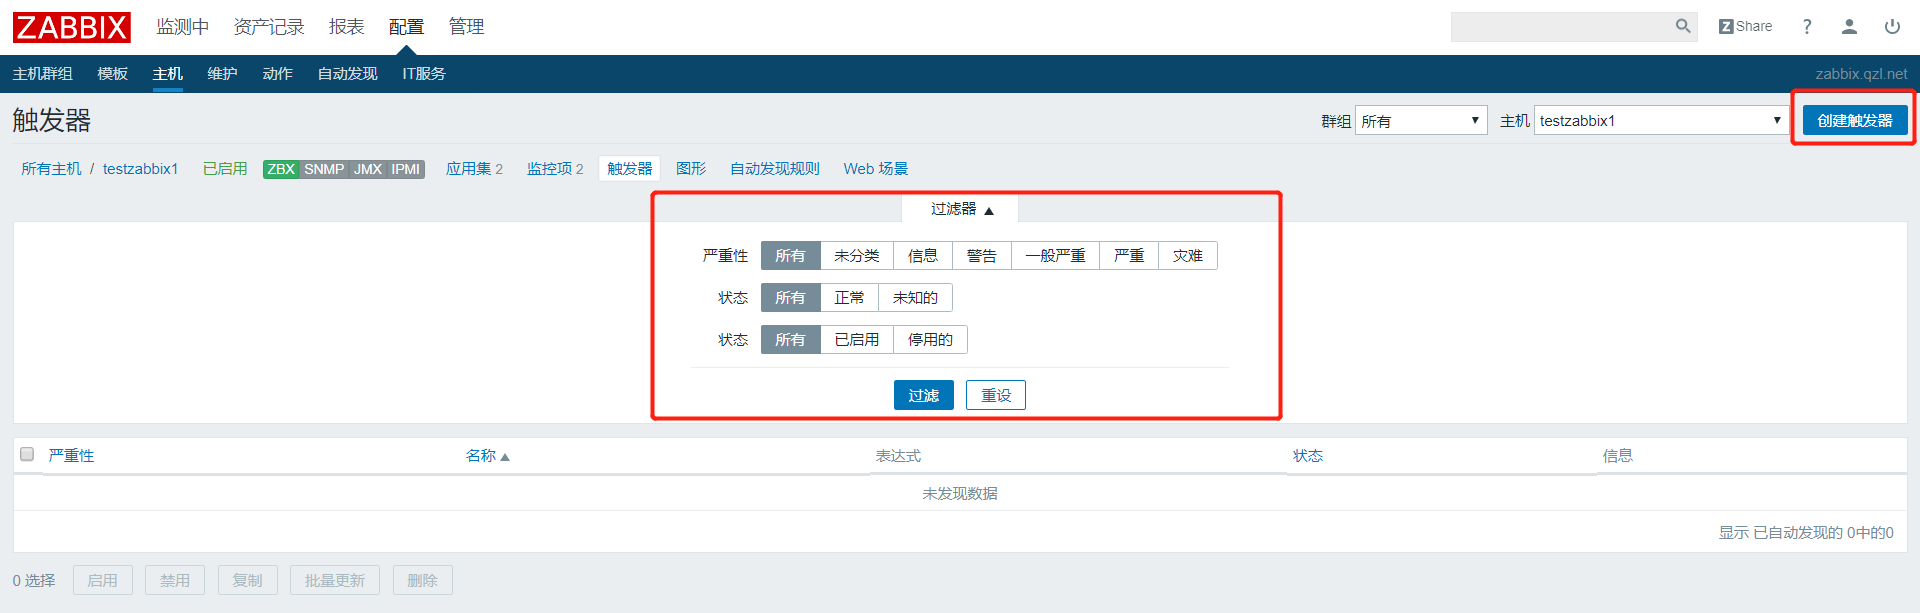 ZABBIX 监测中 资产记录 报表 配置 管理 Z Share ?
主机群组 模板 主机 维护 动作 自动发现 IT服务 zabbix.qzl.net
触发器 群组 所有 主机 testzabbix1 创建触发器
所有主机 / testzabbix1 已启用 ZBX SNMP JMX IPMI 应用集 2 监控项 2 触发器 图形 自动发现规则 Web 场景
过滤器 ▲
严重性 所有 未分类 信息 警告 一般严重 严重 灾难
状态 所有 正常 未知的
状态 所有 已启用 停用的
过滤 重设
严重性 名称 ▲ 表达式 状态 信息
未发现数据
显示 已自动发现的 0中的0
0 选择 启用 禁用 复制 批量更新 删除